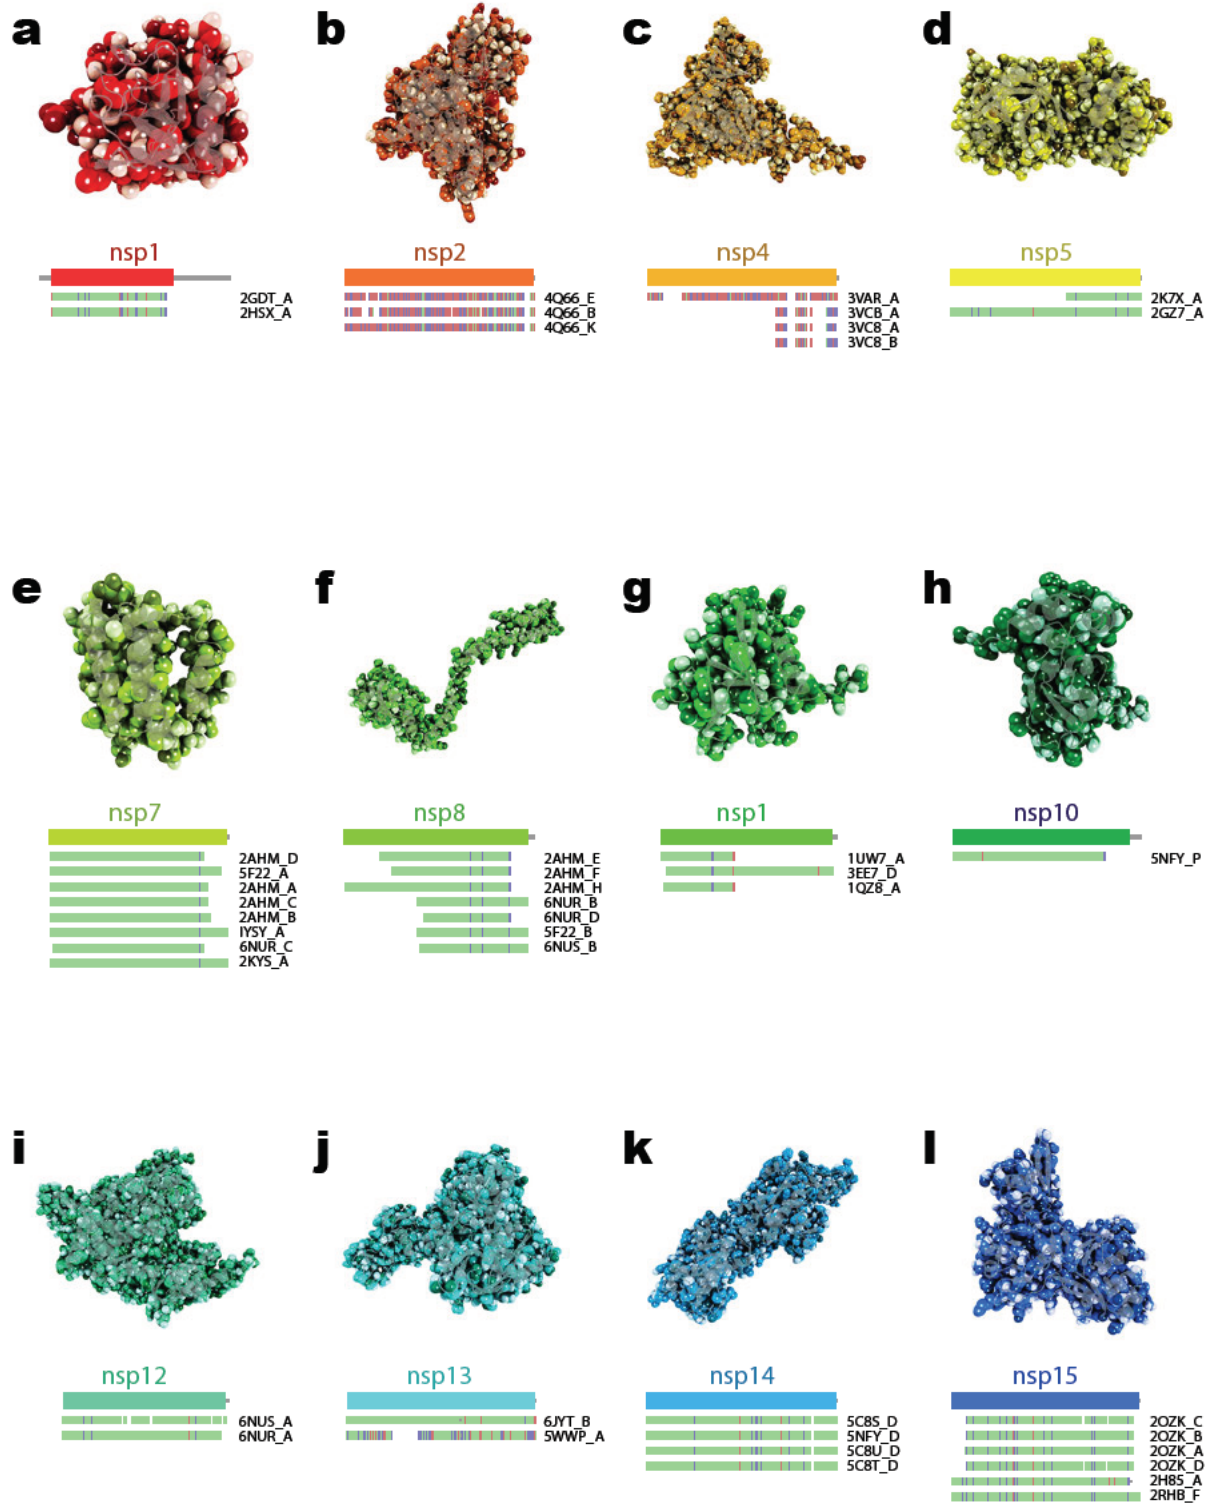 a
b
c
d
nsp1
nsp2
nsp4
nsp5
2GDT_A
2HSX_A
4Q66_E
4Q66_B
4Q66_K
3VAR_A
3VCB_A
3VC8_A
3VC8_B
2K7X_A
2GZ7_A
e
f
g
h
nsp7
nsp8
nsp1
nsp10
2AHM_D
5F22_A
2AHM_A
2AHM_C
2AHM_B
IYSY_A
6NUR_C
2KYS_A
2AHM_E
2AHM_F
2AHM_H
6NUR_B
6NUR_D
5F22_B
6NUS_B
1UW7_A
3EE7_D
1QZ8_A
5NFY_P
i
j
k
l
nsp12
nsp13
nsp14
nsp15
6NUS_A
6NUR_A
6JYT_B
5WWP_A
5C8S_D
5NFY_D
5C8U_D
5C8T_D
2OZK_C
2OZK_B
2OZK_A
2OZK_D
2H85_A
2RHB_F